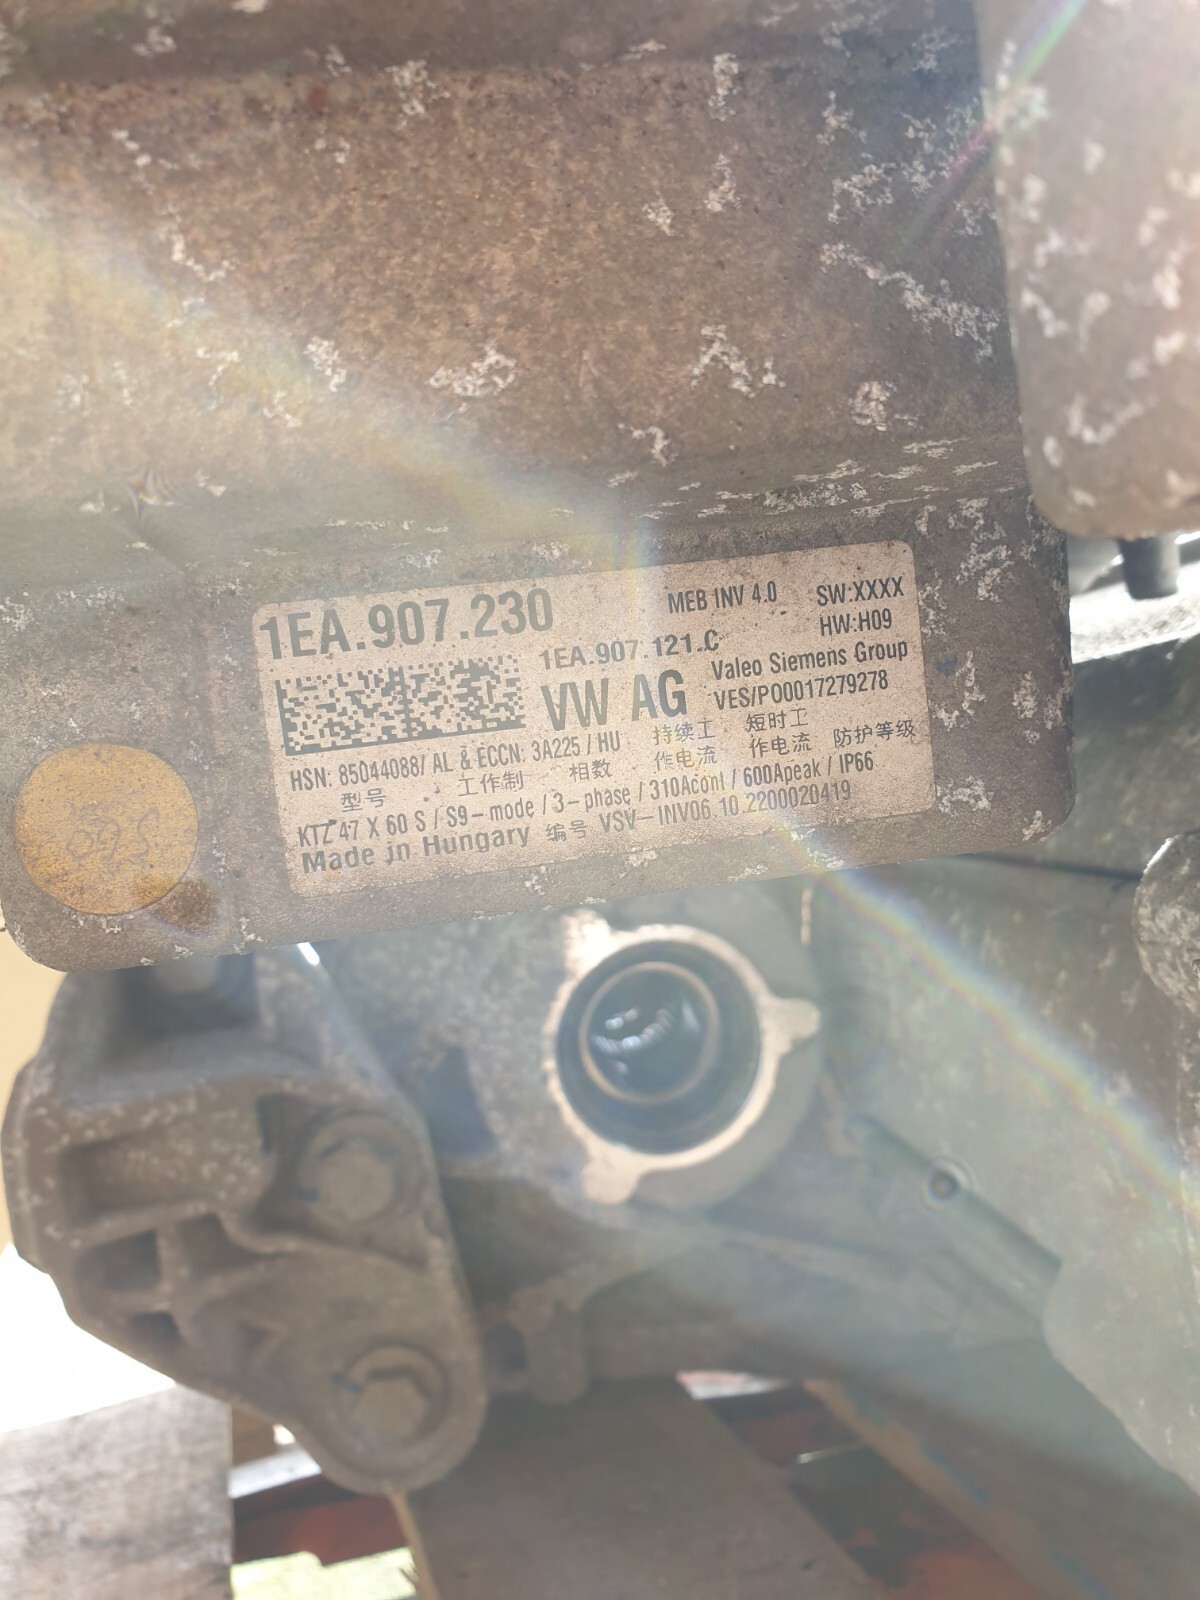 1EA.907.230
MEB INV 4.0 SW:XXXX
HW:H09
1EA.907.121.C
Valeo Siemens Group
VW AG
VES/P00017279278
HSN: 85044088/ AL & ECCN: 3A225 / HU
持续工 短时工
型号 工作制 相数 作电流 作电流 防护等级
KTZ 47 X 60 S / S9-mode / 3-phase / 310Acont / 600Apeak / IP66
Made in Hungary 编号 VSV-INV06.10.2200020419